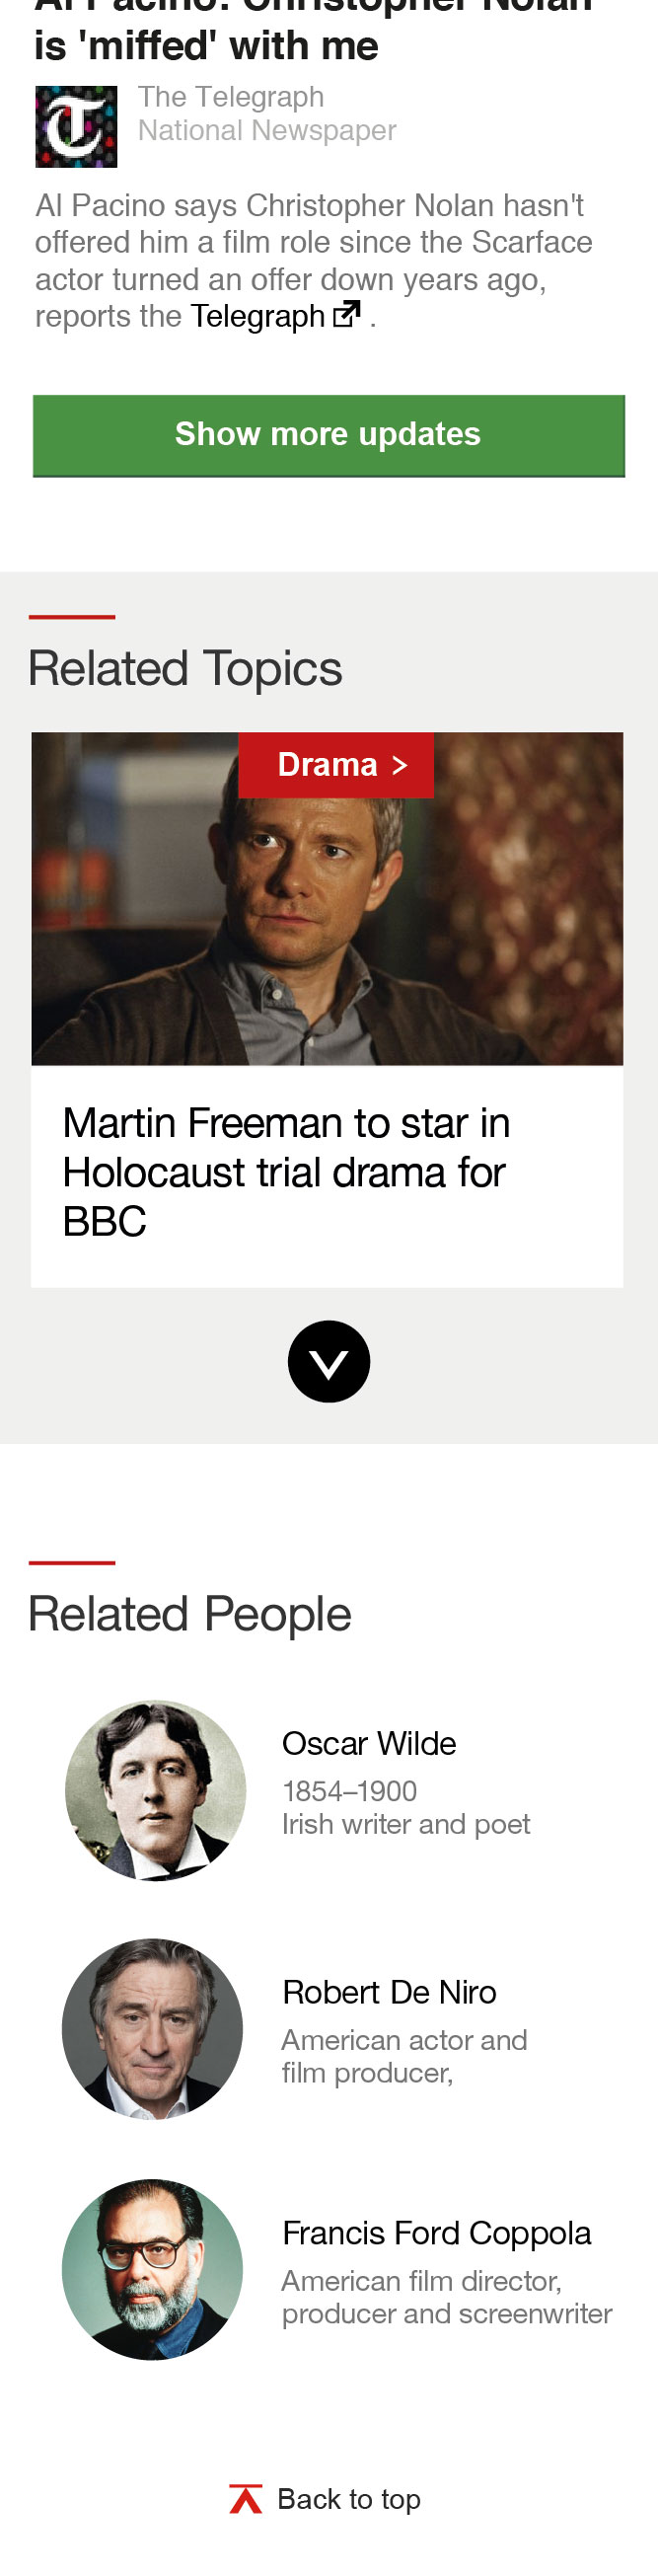 Al Pacino: Christopher Nolan
is 'miffed' with me
The Telegraph
National Newspaper
Al Pacino says Christopher Nolan hasn't
offered him a film role since the Scarface
actor turned an offer down years ago,
reports the Telegraph .
Show more updates
Related Topics
Drama >
Martin Freeman to star in
Holocaust trial drama for
BBC
Related People
Oscar Wilde
1854–1900
Irish writer and poet
Robert De Niro
American actor and
film producer,
Francis Ford Coppola
American film director,
producer and screenwriter
Back to top